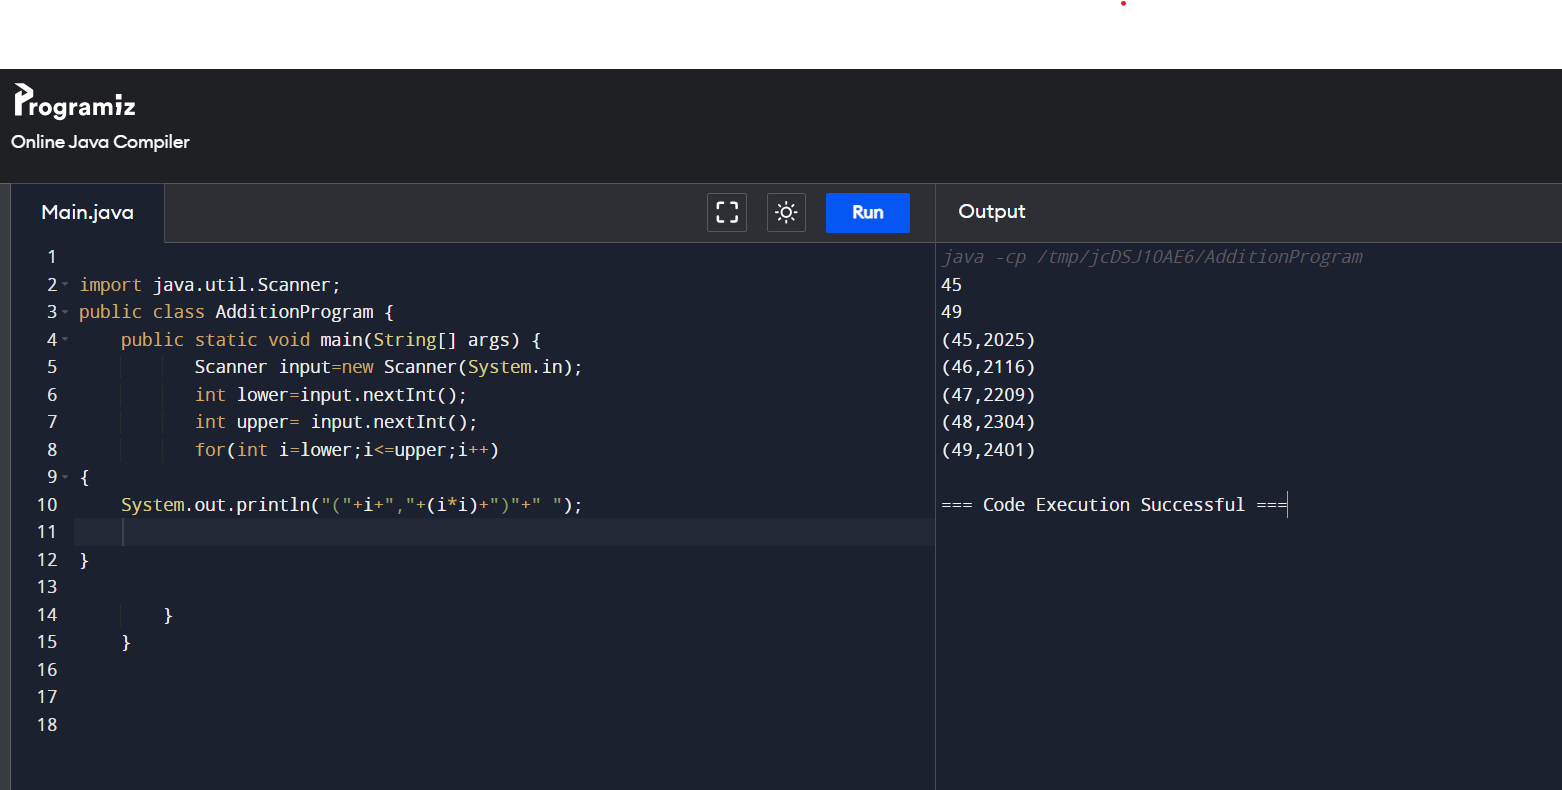 Programiz
Online Java Compiler
Main.java
Run
Output
1
2 import java.util.Scanner;
3 public class AdditionProgram {
4 public static void main(String[] args) {
5 Scanner input=new Scanner(System.in);
6 int lower=input.nextInt();
7 int upper= input.nextInt();
8 for(int i=lower;i<=upper;i++)
9 {
10 System.out.println("("+i+","+(i*i)+")"+" ");
11
12 }
13
14 }
15 }
16
17
18
java -cp /tmp/jcDSJ1OAE6/AdditionProgram
45
49
(45,2025)
(46,2116)
(47,2209)
(48,2304)
(49,2401)
=== Code Execution Successful ===